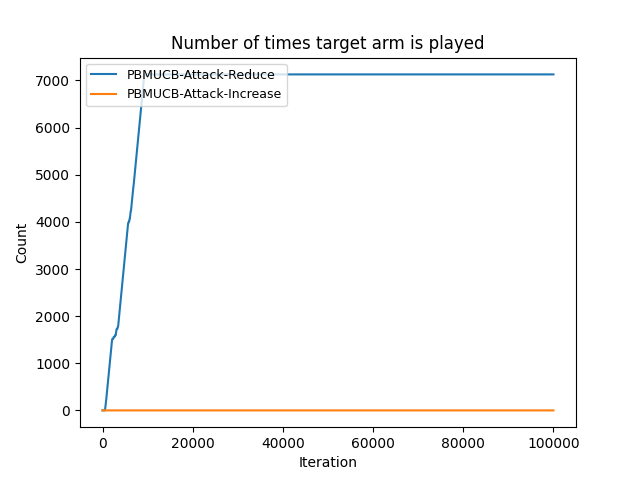 Number of times target arm is played
PBMUCB-Attack-Reduce
PBMUCB-Attack-Increase
7000
6000
5000
4000
3000
2000
1000
0
Count
0 20000 40000 60000 80000 100000
Iteration